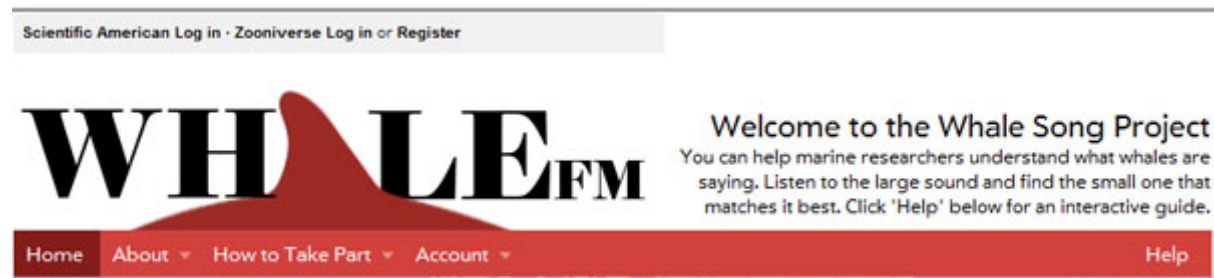 Scientific American Log in · Zooniverse Log in or Register
WHALE FM
Welcome to the Whale Song Project
You can help marine researchers understand what whales are
saying. Listen to the large sound and find the small one that
matches it best. Click 'Help' below for an interactive guide.
Home About How to Take Part Account Help